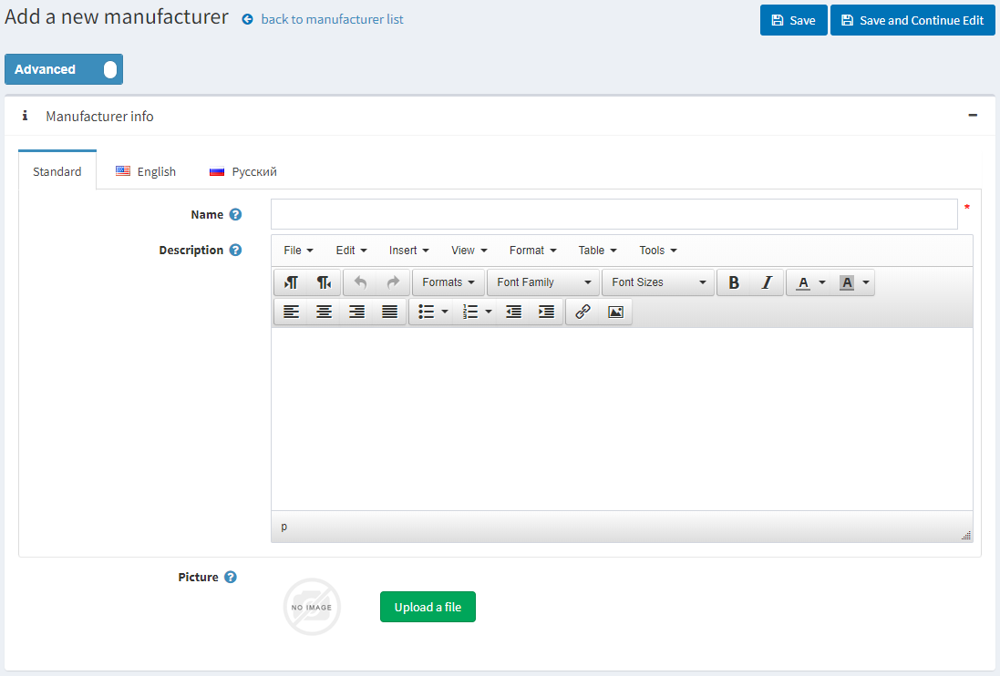 Add a new manufacturer back to manufacturer list Save Save and Continue Edit
Advanced
Manufacturer info
Standard English Русский
Name *
Description File Edit Insert View Format Table Tools
Formats Font Family Font Sizes B I A A
p
Picture NO IMAGE Upload a file